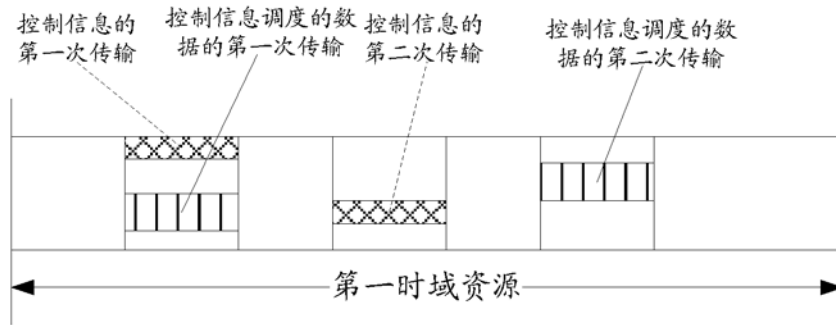 控制信息的
第一次传输
控制信息调度的数
据的第一次传输
控制信息的
第二次传输
控制信息调度的数
据的第二次传输
第一时域资源